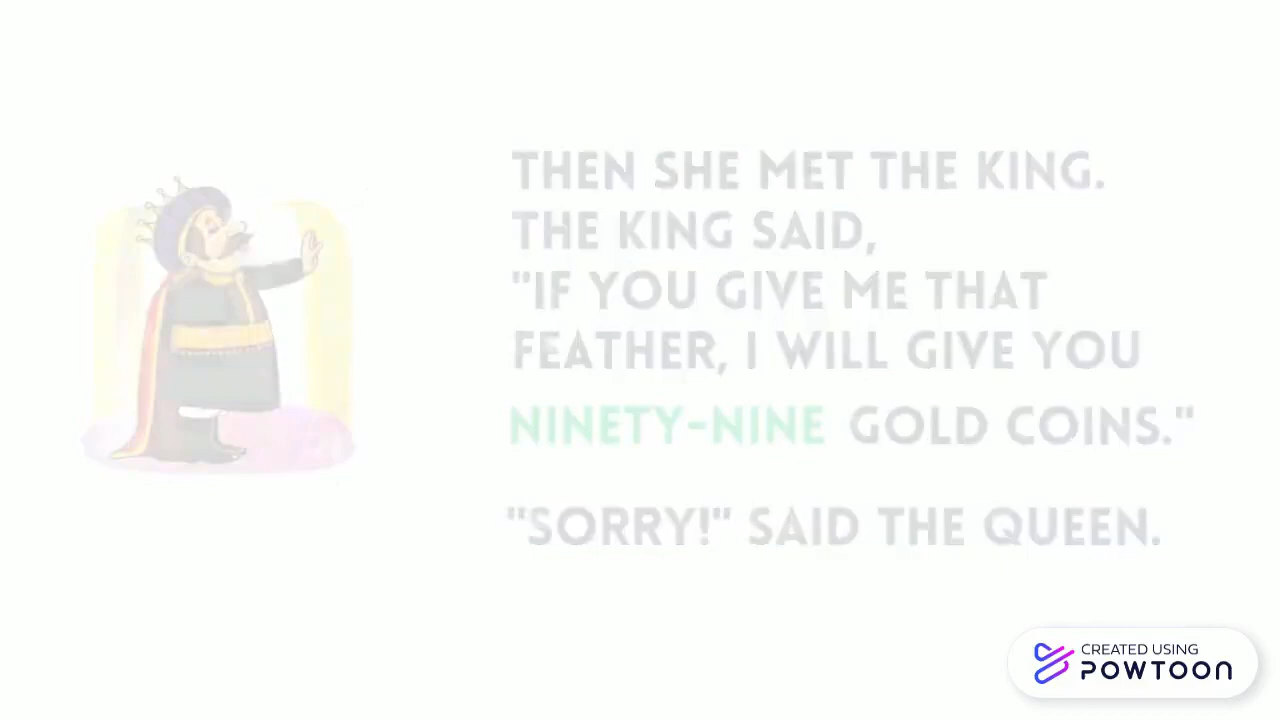 THEN SHE MET THE KING.
THE KING SAID,
"IF YOU GIVE ME THAT
FEATHER, I WILL GIVE YOU
NINETY-NINE GOLD COINS."
"SORRY!" SAID THE QUEEN.
CREATED USING
POWTOON